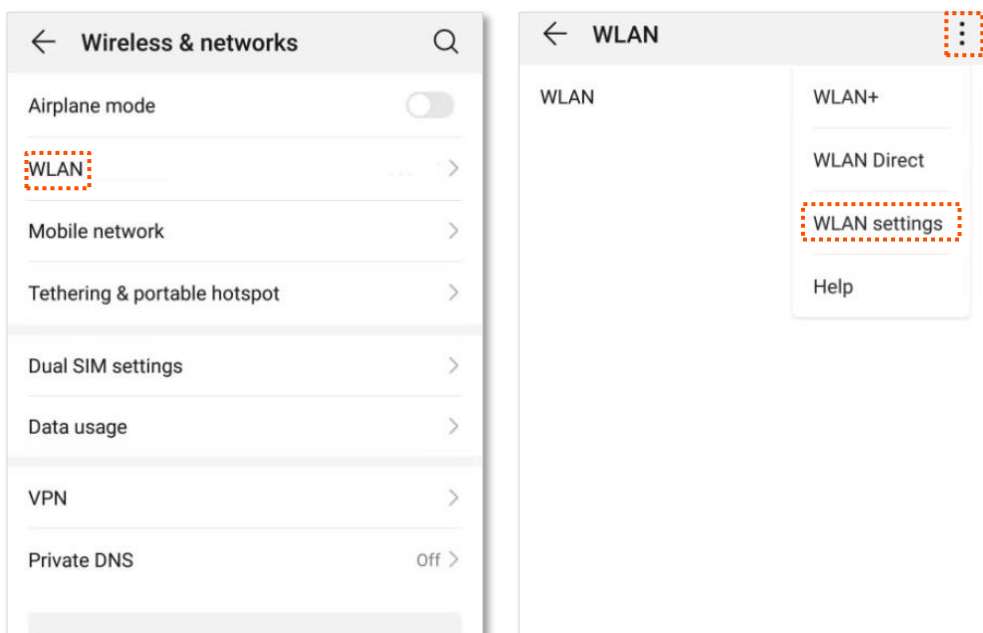 Wireless & networks
Airplane mode
WLAN
Mobile network
Tethering & portable hotspot
Dual SIM settings
Data usage
VPN
Private DNS Off
WLAN
WLAN
WLAN+
WLAN Direct
WLAN settings
Help